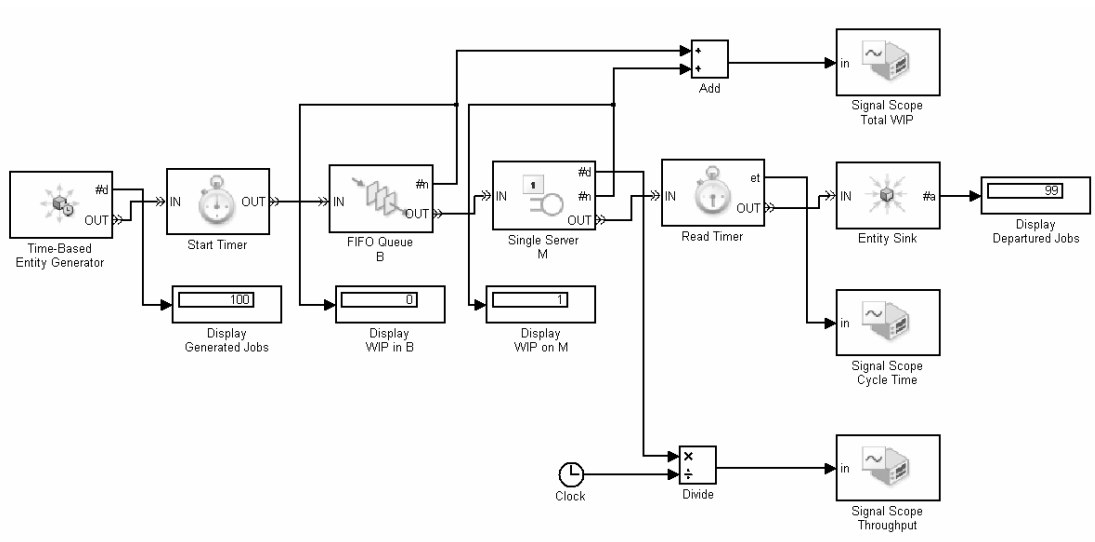 +
+
Add
in
Signal Scope
Total WIP
#d
OUT
Time-Based
Entity Generator
IN
OUT
Start Timer
IN
#n
OUT
FIFO Queue
B
IN
#d
#n
OUT
Single Server
M
IN
et
OUT
Read Timer
IN
#a
Entity Sink
99
Display
Departured Jobs
100
Display
Generated Jobs
0
Display
WIP in B
1
Display
WIP on M
in
Signal Scope
Cycle Time
Clock
×
÷
Divide
in
Signal Scope
Throughput